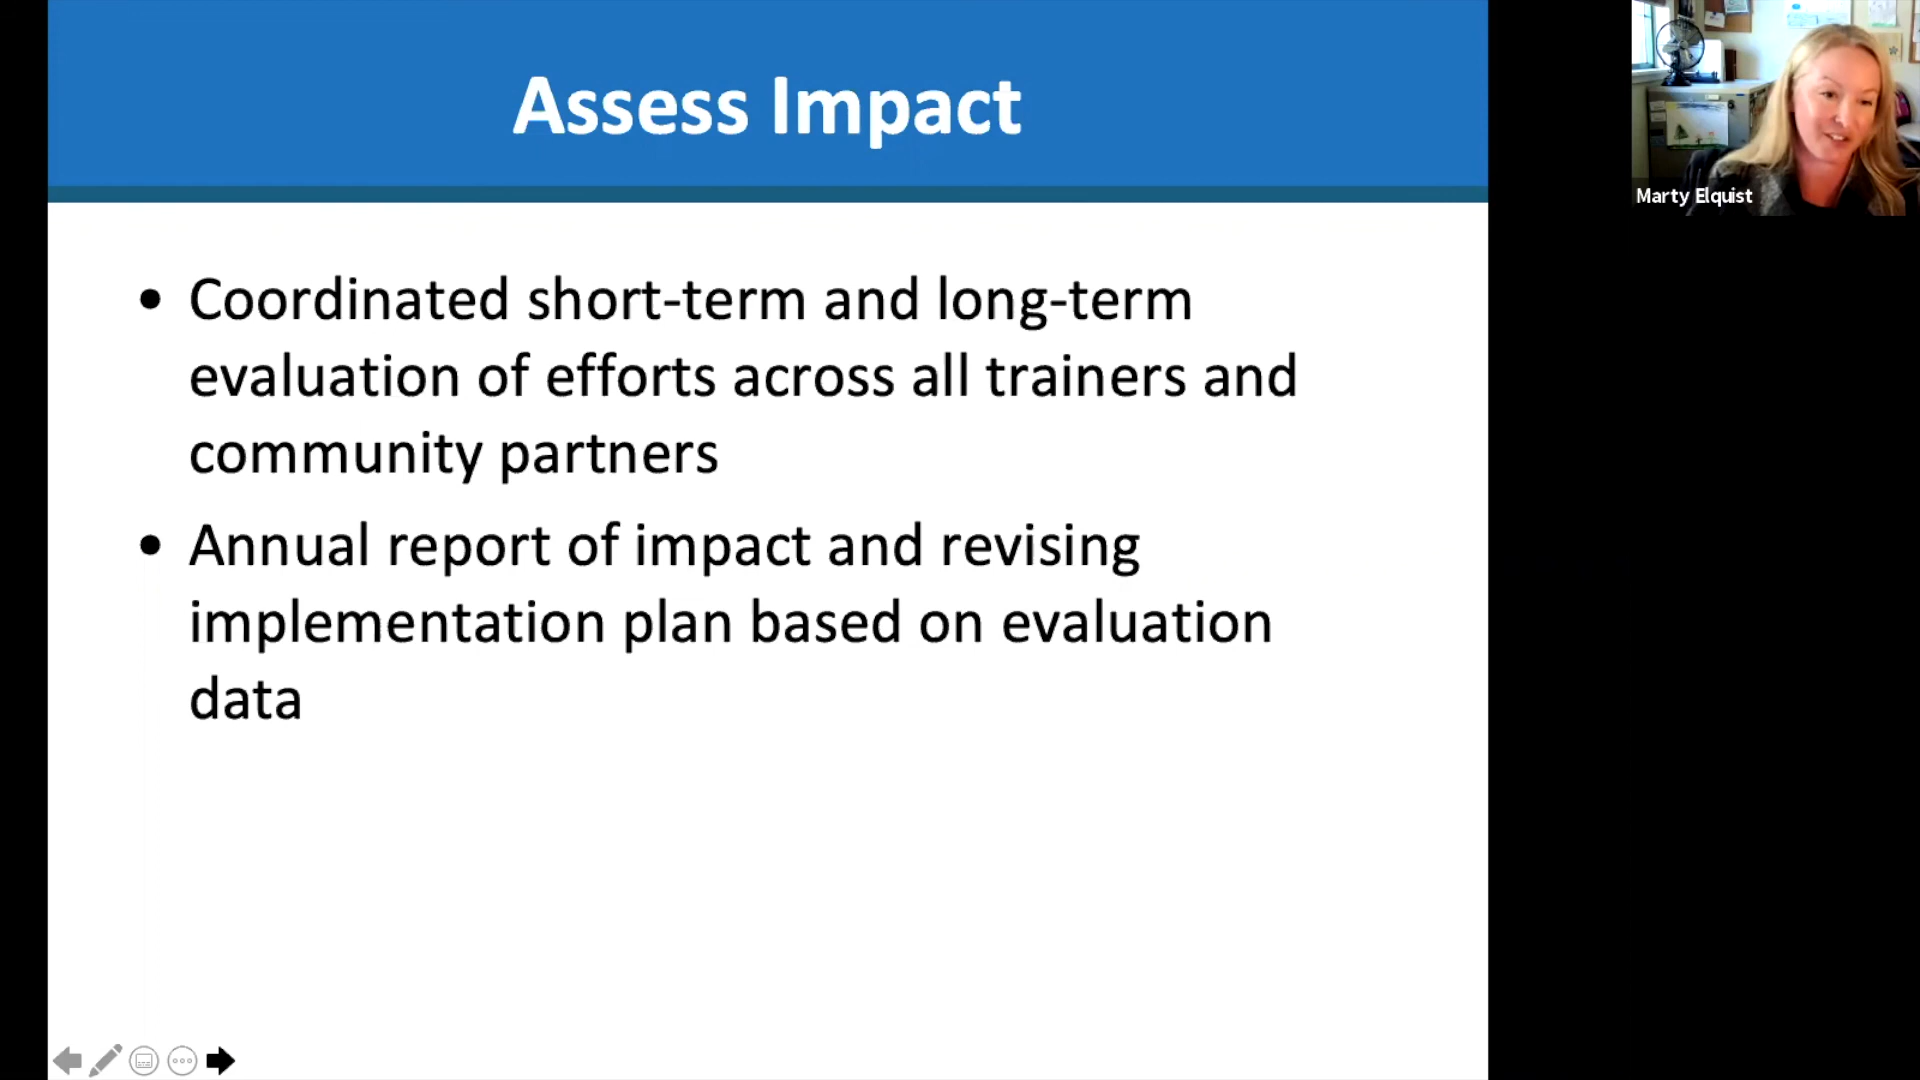 Assess Impact
• Coordinated short-term and long-term
evaluation of efforts across all trainers and
community partners
• Annual report of impact and revising
implementation plan based on evaluation
data
Marty Elquist